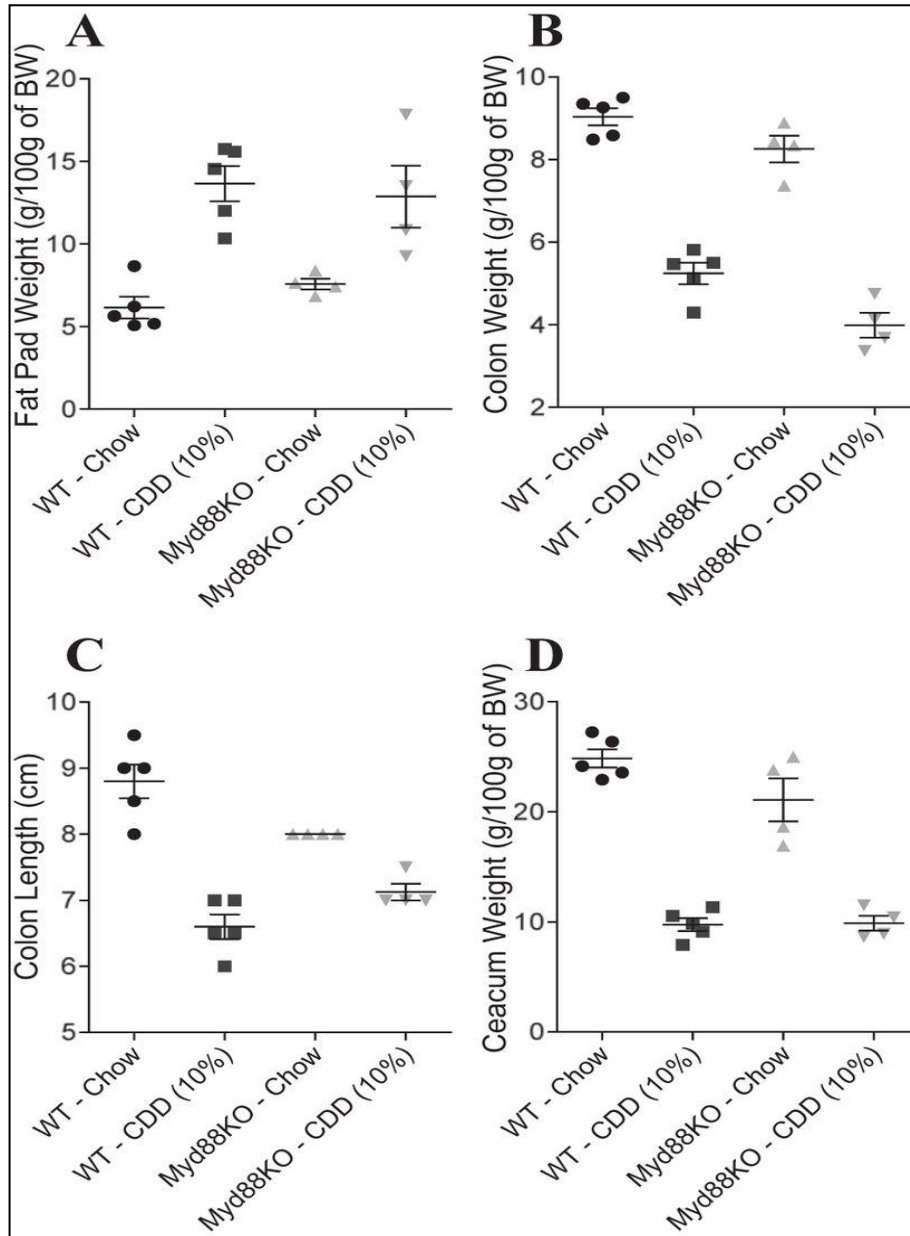 A
Fat Pad Weight (g/100g of BW)
20
15
10
5
0
WT - Chow
WT - CDD (10%)
Myd88KO - Chow
Myd88KO - CDD (10%)
B
Colon Weight (g/100g of BW)
10
8
6
4
2
WT - Chow
WT - CDD (10%)
Myd88KO - Chow
Myd88KO - CDD (10%)
C
Colon Length (cm)
10
9
8
7
6
5
WT - Chow
WT - CDD (10%)
Myd88KO - Chow
Myd88KO - CDD (10%)
D
Ceacum Weight (g/100g of BW)
30
20
10
0
WT - Chow
WT - CDD (10%)
Myd88KO - Chow
Myd88KO - CDD (10%)